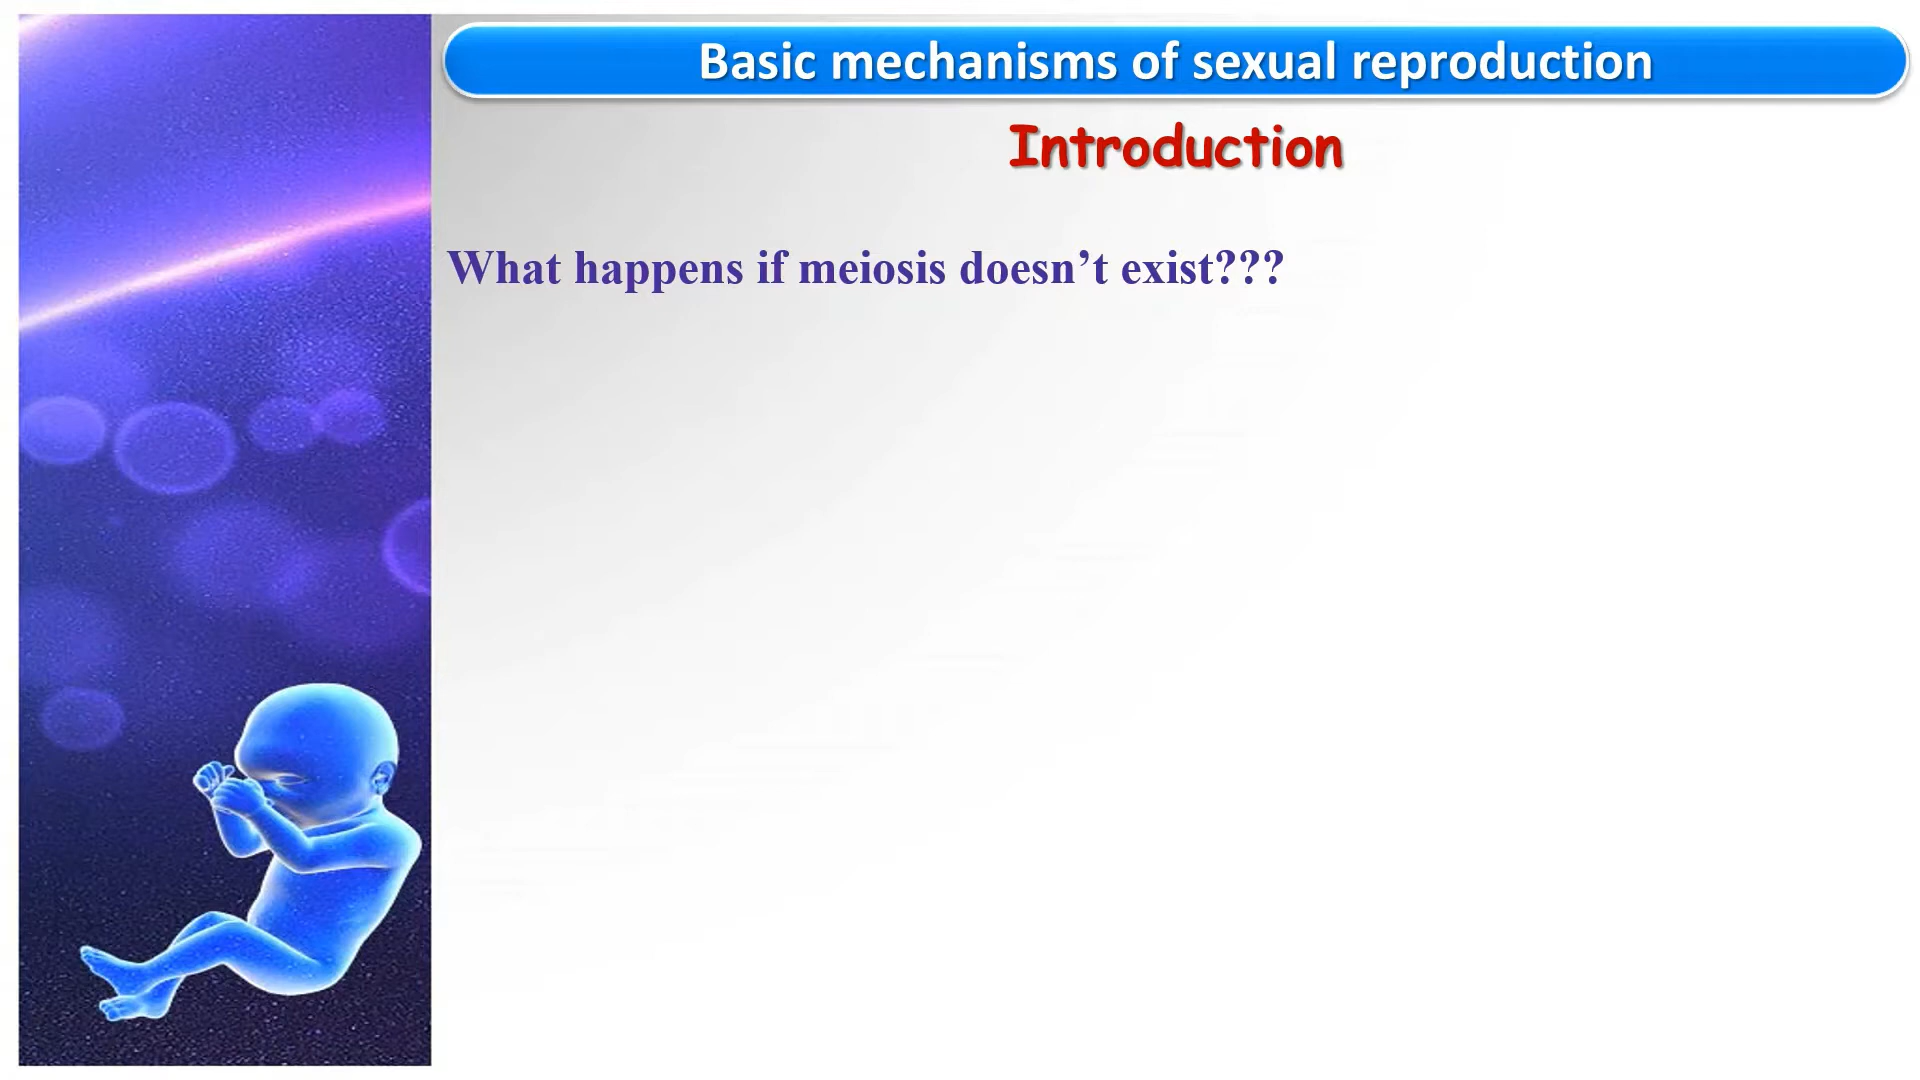 Basic mechanisms of sexual reproduction
Introduction
What happens if meiosis doesn’t exist???